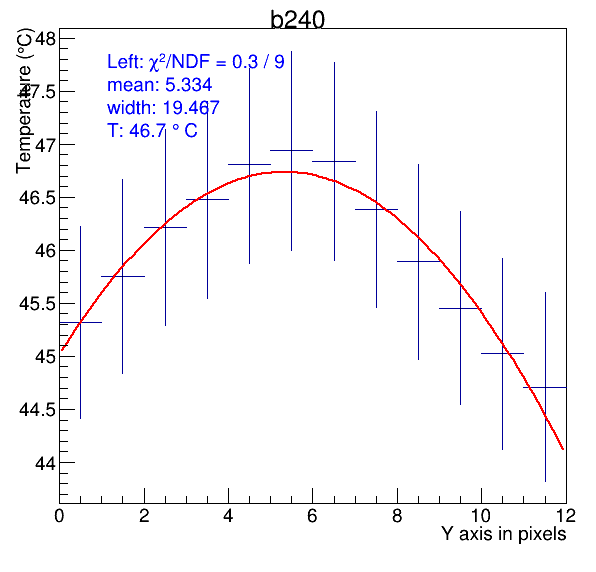 b240
Temperature (°C)
Left: χ²/NDF = 0.3 / 9
mean: 5.334
width: 19.467
T: 46.7 ° C
48
47.5
47
46.5
46
45.5
45
44.5
44
0 2 4 6 8 10 12
Y axis in pixels